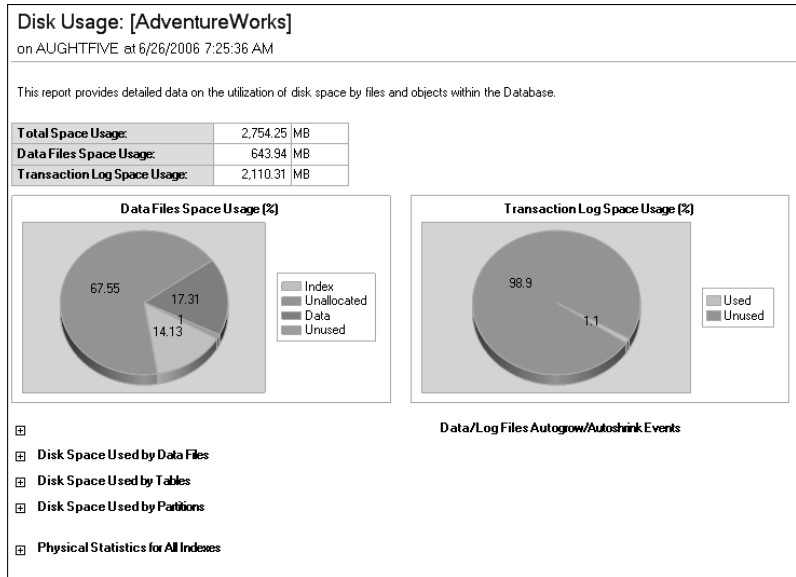 Disk Usage: [AdventureWorks]
on AUGHTFIVE at 6/26/2006 7:25:36 AM
This report provides detailed data on the utilization of disk space by files and objects within the Database.
Total Space Usage: 2,754.25 MB
Data Files Space Usage: 643.94 MB
Transaction Log Space Usage: 2,110.31 MB
Data Files Space Usage (%)
67.55
17.31
1
14.13
Index
Unallocated
Data
Unused
Transaction Log Space Usage (%)
98.9
1.1
Used
Unused
Data/Log Files Autogrow/Autoshrink Events
Disk Space Used by Data Files
Disk Space Used by Tables
Disk Space Used by Partitions
Physical Statistics for All Indexes